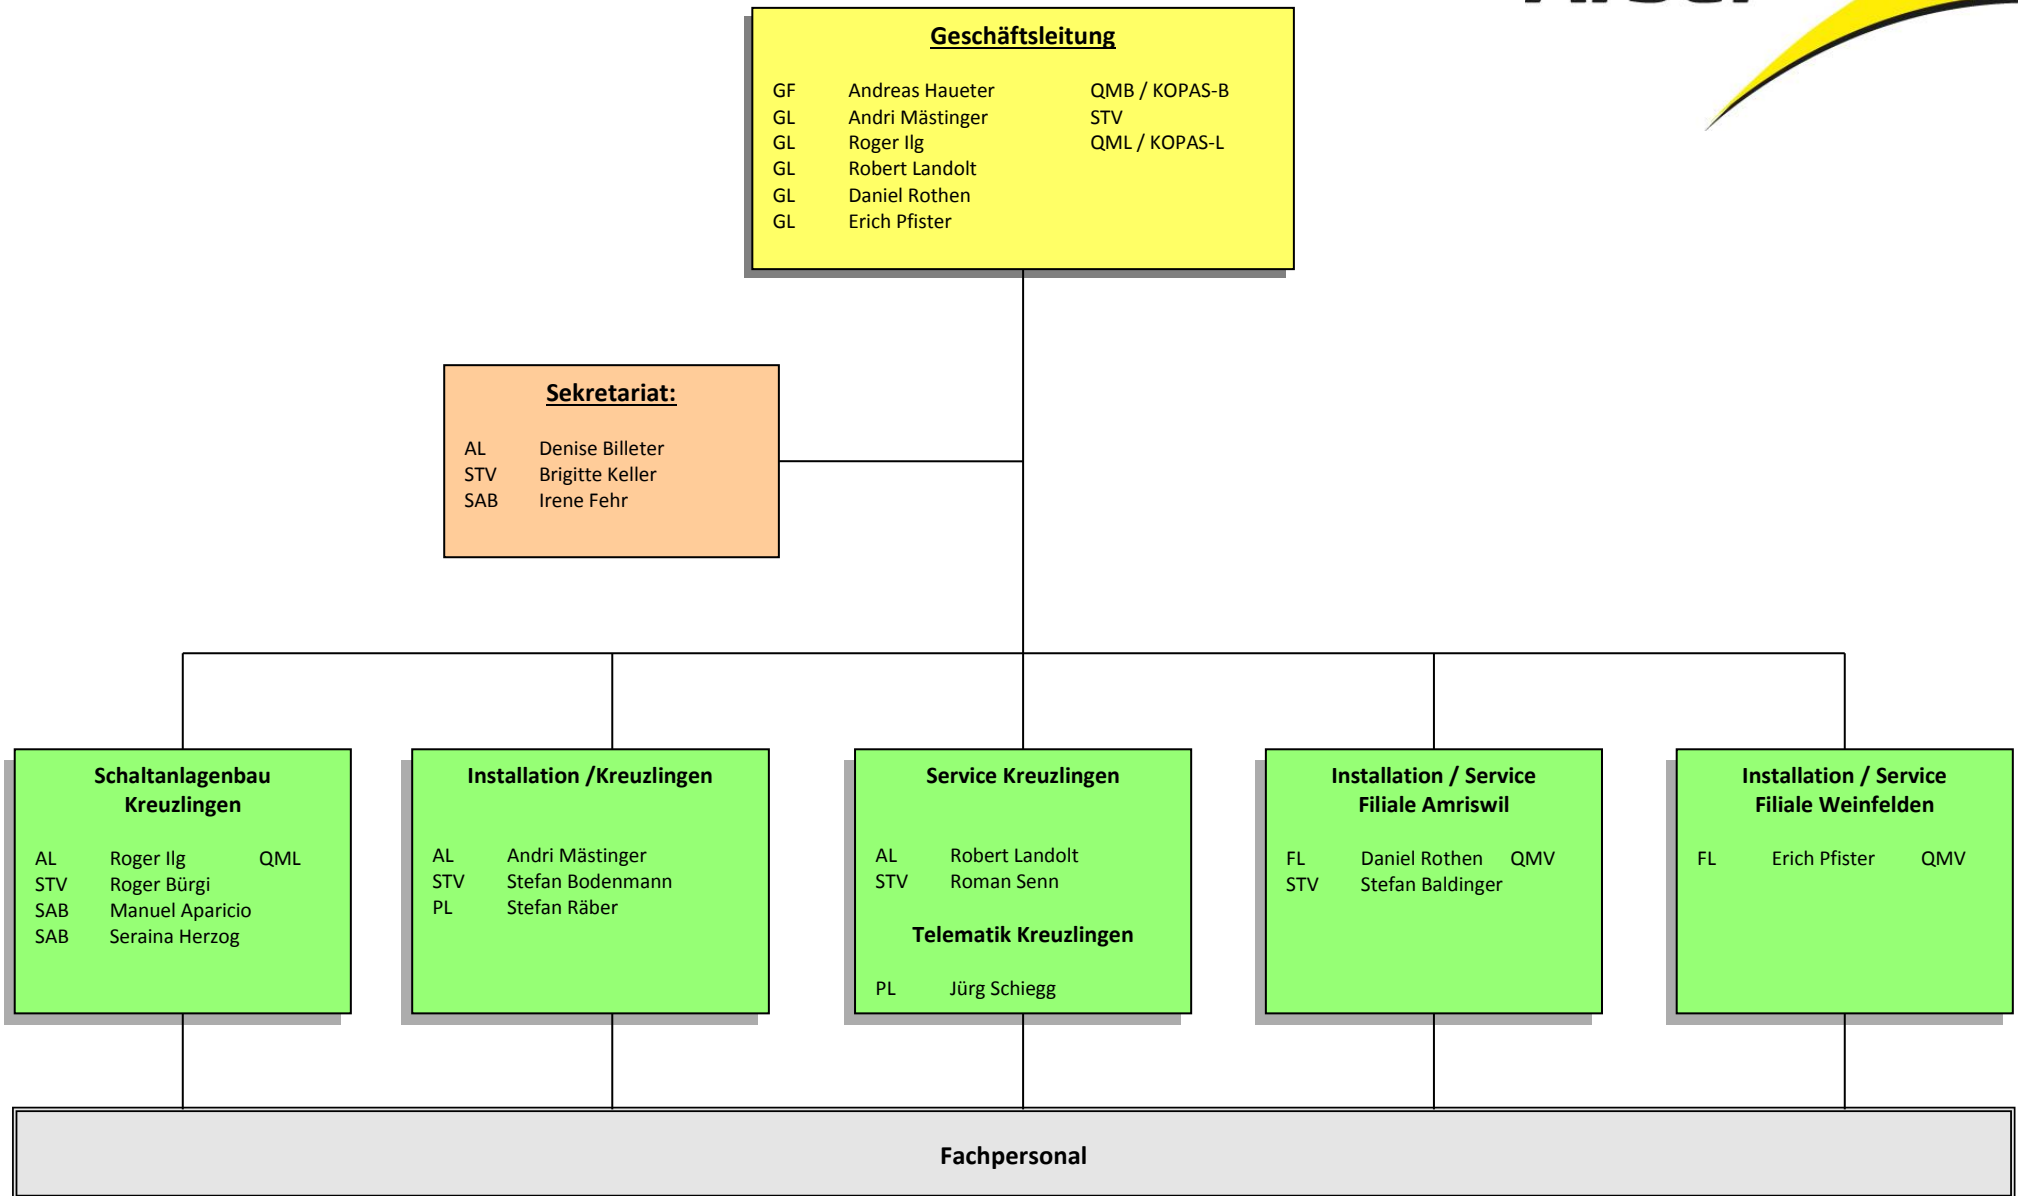 Geschäftsleitung
GF Andreas Haueter QMB / KOPAS-B
GL Andri Mästinger STV
GL Roger Ilg QML / KOPAS-L
GL Robert Landolt
GL Daniel Rothen
GL Erich Pfister
Sekretariat:
AL Denise Billeter
STV Brigitte Keller
SAB Irene Fehr
Schaltanlagenbau
Kreuzlingen
AL Roger Ilg QML
STV Roger Bürgi
SAB Manuel Aparicio
SAB Seraina Herzog
Installation /Kreuzlingen
AL Andri Mästinger
STV Stefan Bodenmann
PL Stefan Räber
Service Kreuzlingen
AL Robert Landolt
STV Roman Senn
Telematik Kreuzlingen
PL Jürg Schiegg
Installation / Service
Filiale Amriswil
FL Daniel Rothen QMV
STV Stefan Baldinger
Installation / Service
Filiale Weinfelden
FL Erich Pfister QMV
Fachpersonal